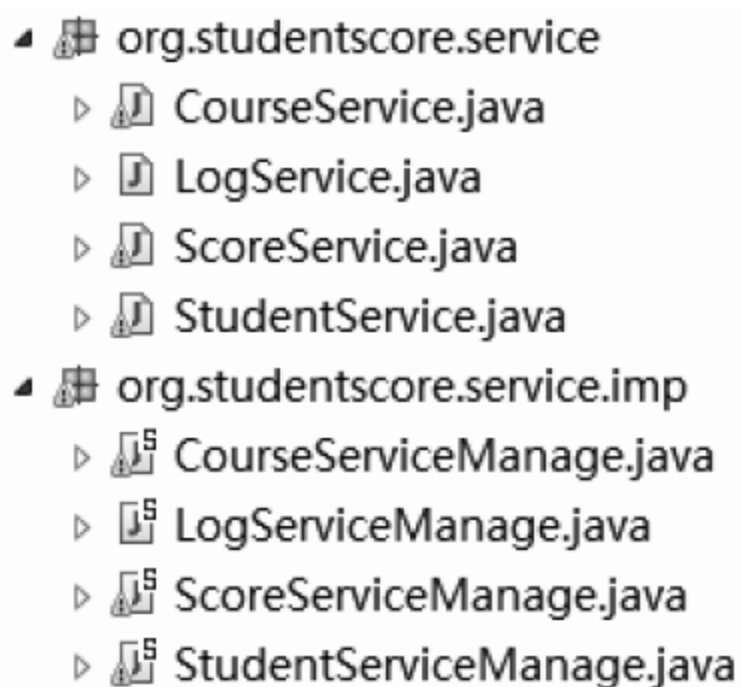 org.studentscore.service
CourseService.java
LogService.java
ScoreService.java
StudentService.java
org.studentscore.service.imp
CourseServiceManage.java
LogServiceManage.java
ScoreServiceManage.java
StudentServiceManage.java